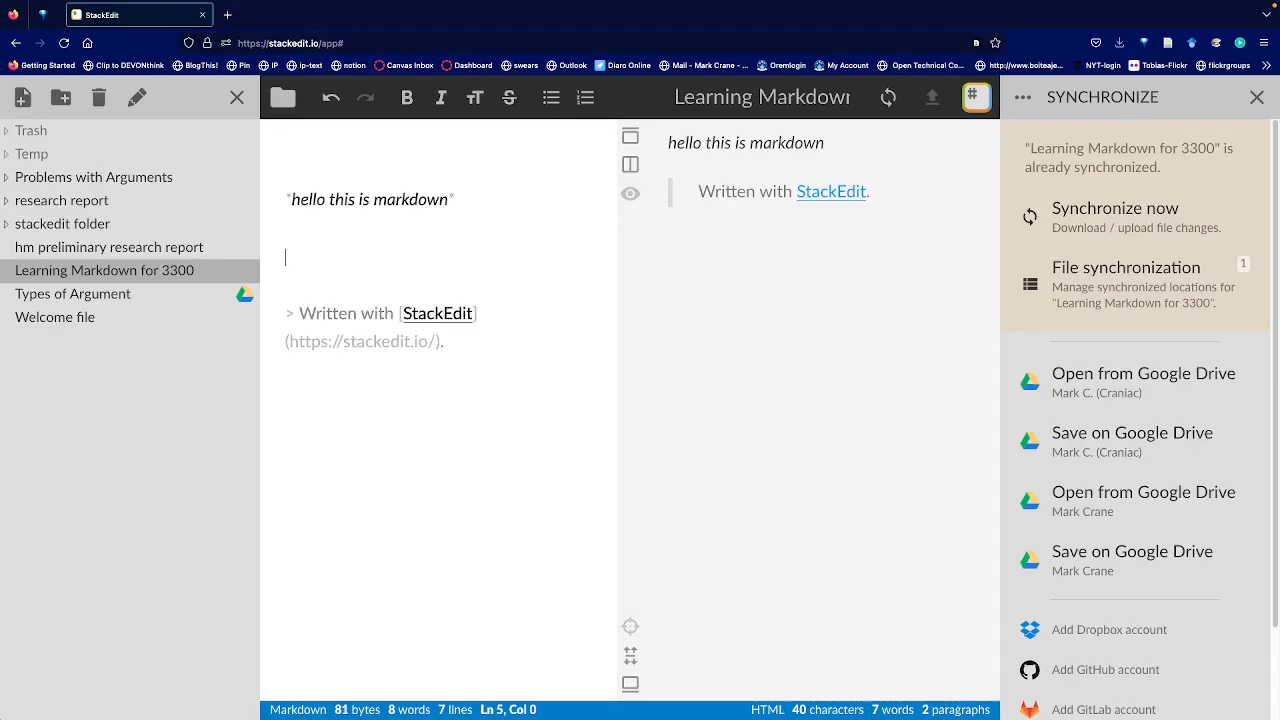 StackEdit
https://stackedit.io/app#
Getting Started
Clip to DEVONthink
BlogThis!
Pin
IP
ip-text
notion
Canvas Inbox
Dashboard
swears
Outlook
Diaro Online
Mail - Mark Crane -...
Oremlogin
My Account
Open Technical Co...
http://www.boiteaje...
NYT-login
Tobias-Flickr
flickrgroups
Learning Markdown
SYNCHRONIZE
Trash
Temp
Problems with Arguments
research report
stackedit folder
hm preliminary research report
Learning Markdown for 3300
Types of Argument
Welcome file
*hello this is markdown*
> Written with [StackEdit]
(https://stackedit.io/).
hello this is markdown
Written with StackEdit.
"Learning Markdown for 3300" is
already synchronized.
Synchronize now
Download / upload file changes.
File synchronization
1
Manage synchronized locations for
"Learning Markdown for 3300".
Open from Google Drive
Mark C. (Craniac)
Save on Google Drive
Mark C. (Craniac)
Open from Google Drive
Mark Crane
Save on Google Drive
Mark Crane
Add Dropbox account
Add GitHub account
Add GitLab account
Markdown 81 bytes 8 words 7 lines Ln 5, Col 0
HTML 40 characters 7 words 2 paragraphs